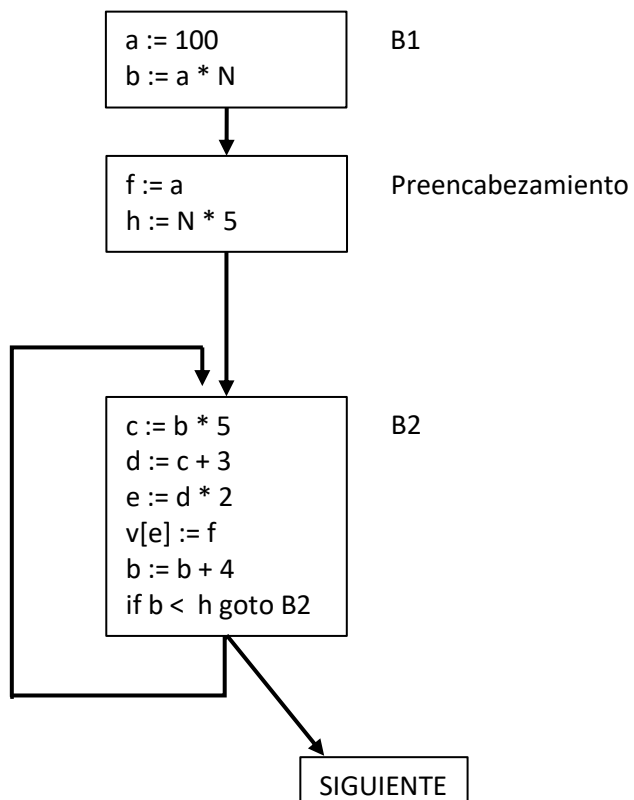 a := 100
b := a * N
B1
f := a
h := N * 5
Preencabezamiento
c := b * 5
d := c + 3
e := d * 2
v[e] := f
b := b + 4
if b < h goto B2
B2
SIGUIENTE